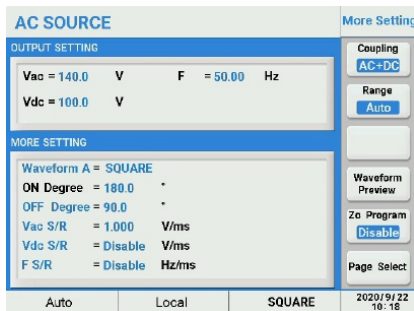 AC SOURCE
More Setting
OUTPUT SETTING
Vac = 140.0 V F = 50.00 Hz
Vdc = 100.0 V
MORE SETTING
Waveform A = SQUARE
ON Degree = 180.0 °
OFF Degree = 90.0 °
Vac S/R = 1.000 V/ms
Vdc S/R = Disable V/ms
F S/R = Disable Hz/ms
Coupling
AC+DC
Range
Auto
Waveform
Preview
Zo Program
Disable
Page Select
Auto Local SQUARE
2020/9/22
10:18